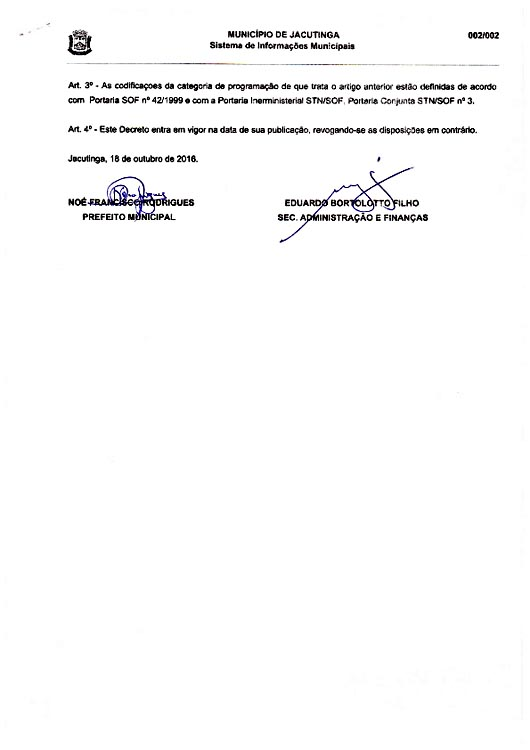 MUNICÍPIO DE JACUTINGA
002/002
Sistema de Informações Municipais
Art. 3º - As codificaçoes da categoria de programação de que trata o artigo anterior estão definidas de acordo
com Portaria SOF nº 42/1999 e com a Portaria Inerministerial STN/SOF, Portaria Conjunta STN/SOF nº 3.
Art. 4º - Este Decreto entra em vigor na data de sua publicação, revogando-se as disposições em contrário.
Jacutinga, 18 de outubro de 2016.
NOÉ FRANCISCO RODRIGUES
EDUARDO BORTOLOTTO FILHO
PREFEITO MUNICIPAL
SEC. ADMINISTRAÇÃO E FINANÇAS